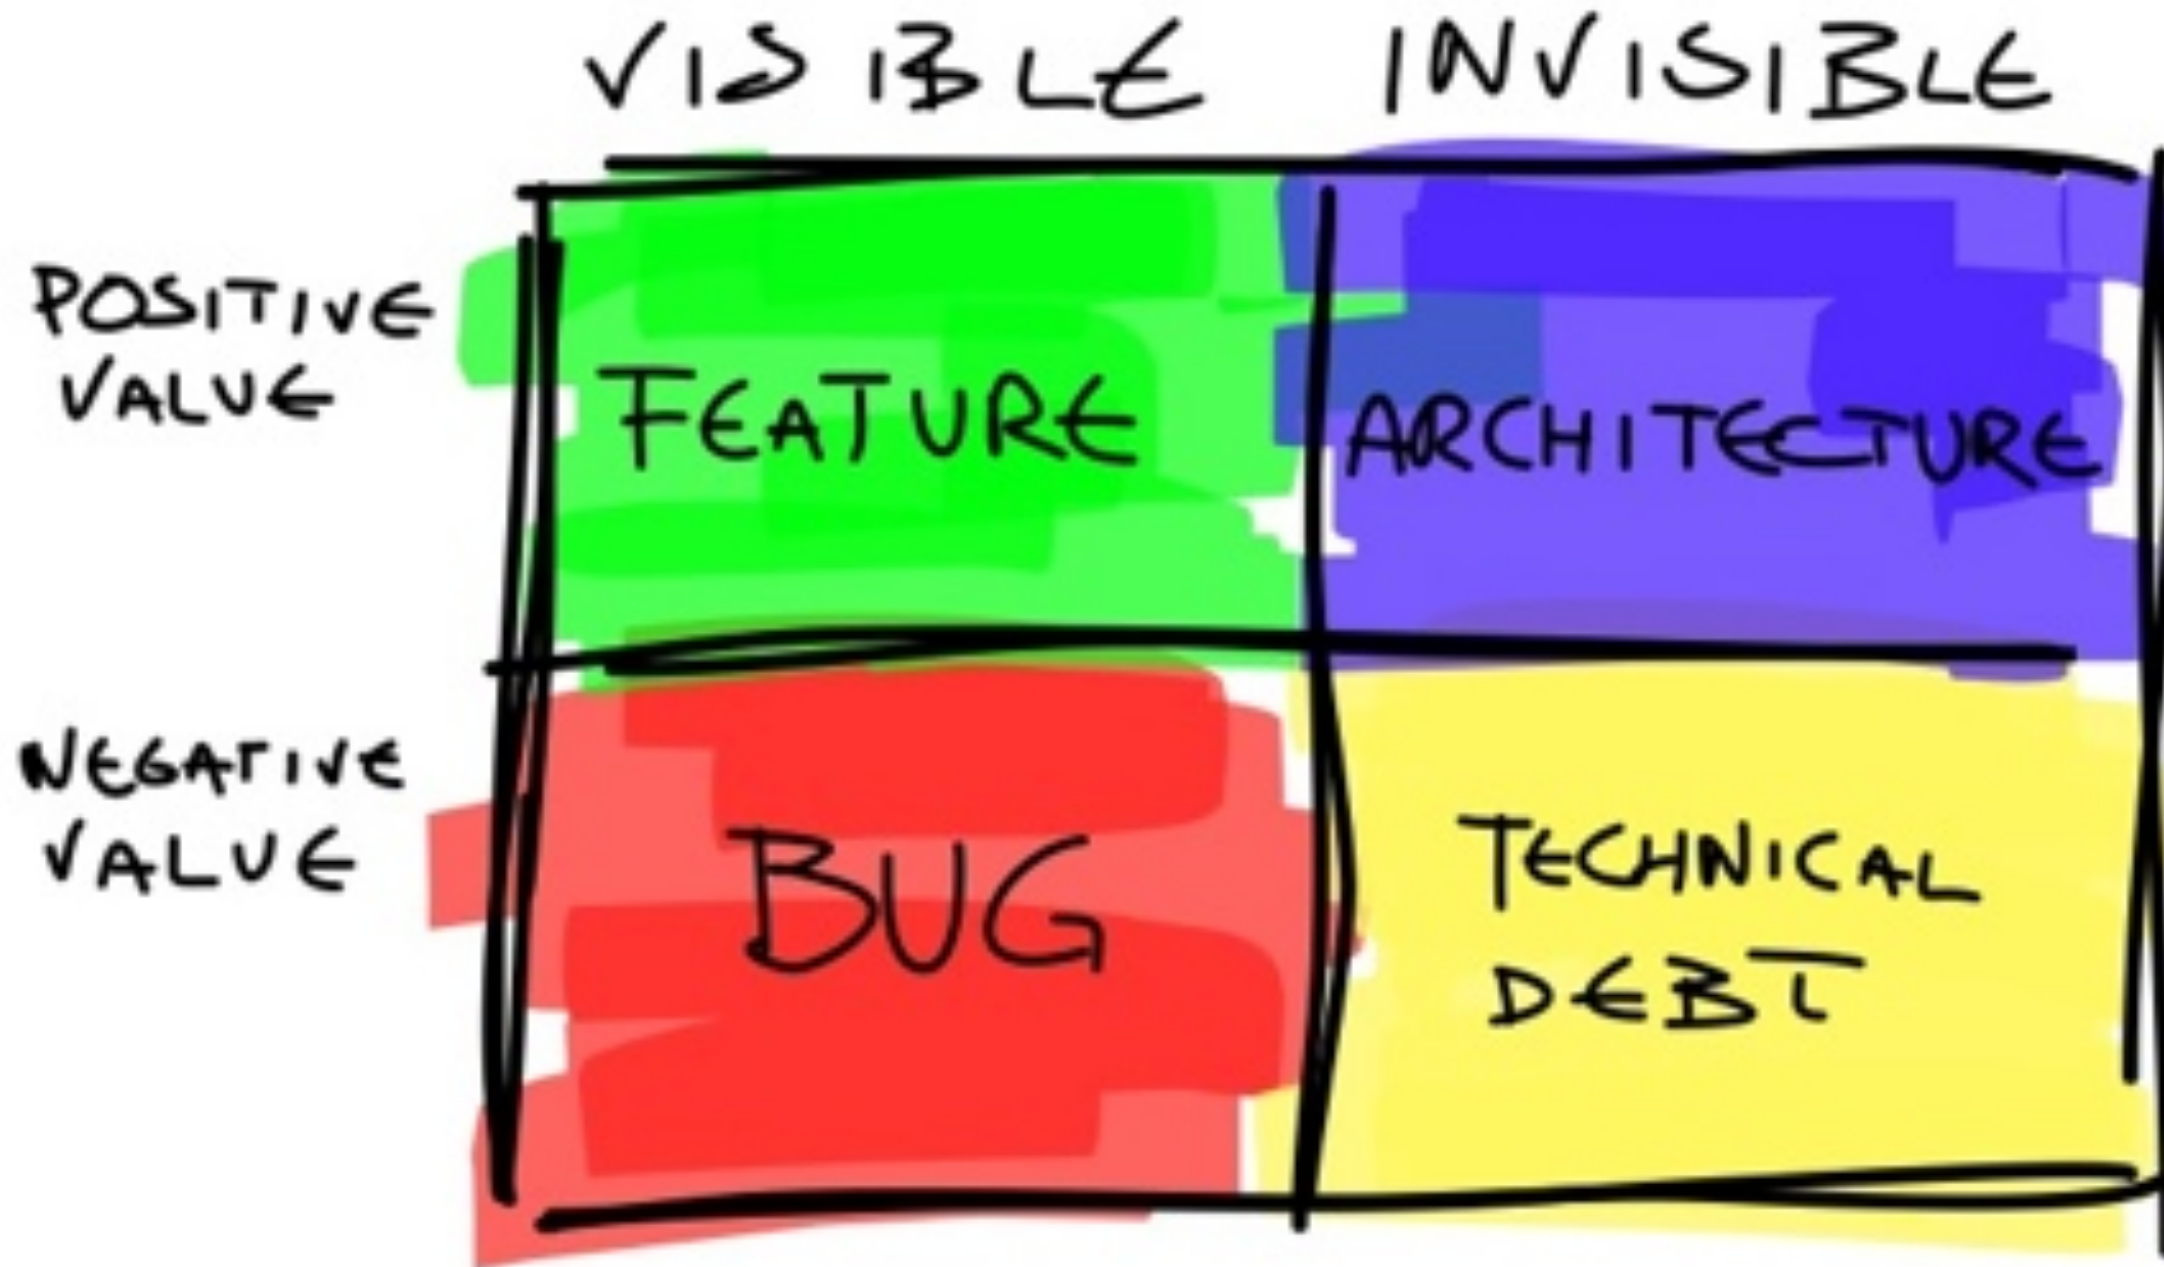 VISIBLE INVISIBLE
POSITIVE
VALUE
FEATURE ARCHITECTURE
NEGATIVE
VALUE
BUG
TECHNICAL
DEBT